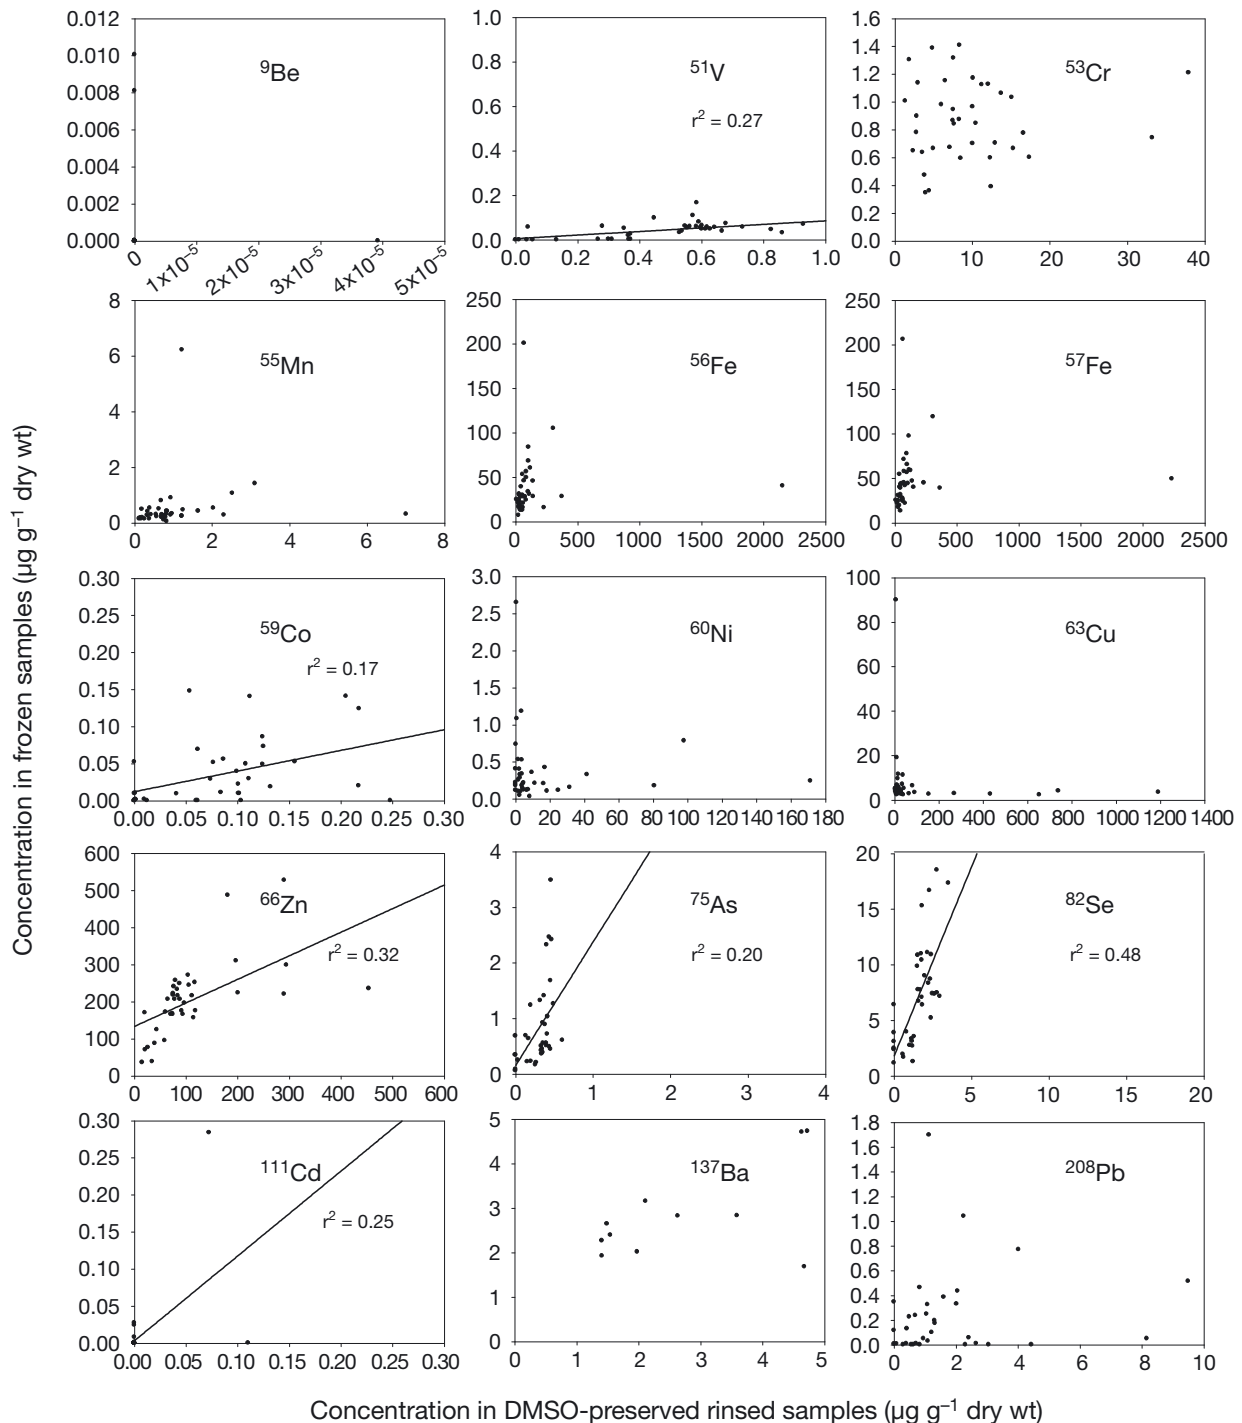 Concentration in frozen samples (µg g⁻¹ dry wt)
0.012
0.010
0.008
0.006
0.004
0.002
0.000
⁹Be
0
1x10⁻⁵
2x10⁻⁵
3x10⁻⁵
4x10⁻⁵
5x10⁻⁵
1.0
0.8
0.6
0.4
0.2
0.0
⁵¹V
r² = 0.27
0.0 0.2 0.4 0.6 0.8 1.0
1.6
1.4
1.2
1.0
0.8
0.6
0.4
0.2
0.0
⁵³Cr
0 10 20 30 40
8
6
4
2
0
⁵⁵Mn
0 2 4 6 8
250
200
150
100
50
0
⁵⁶Fe
0 500 1000 1500 2000 2500
250
200
150
100
50
0
⁵⁷Fe
0 500 1000 1500 2000 2500
0.30
0.25
0.20
0.15
0.10
0.05
0.00
⁵⁹Co
r² = 0.17
0.00 0.05 0.10 0.15 0.20 0.25 0.30
3.0
2.5
2.0
1.5
1.0
0.5
0.0
⁶⁰Ni
0 20 40 60 80 100 120 140 160 180
100
80
60
40
20
0
⁶³Cu
0 200 400 600 800 1000 1200 1400
600
500
400
300
200
100
0
⁶⁶Zn
r² = 0.32
0 100 200 300 400 500 600
4
3
2
1
0
⁷⁵As
r² = 0.20
0 1 2 3 4
20
15
10
5
0
⁸²Se
r² = 0.48
0 5 10 15 20
0.30
0.25
0.20
0.15
0.10
0.05
0.00
¹¹¹Cd
r² = 0.25
0.00 0.05 0.10 0.15 0.20 0.25 0.30
5
4
3
2
1
0
¹³⁷Ba
0 1 2 3 4 5
1.8
1.6
1.4
1.2
1.0
0.8
0.6
0.4
0.2
0.0
²⁰⁸Pb
0 2 4 6 8 10
Concentration in DMSO-preserved rinsed samples (µg g⁻¹ dry wt)